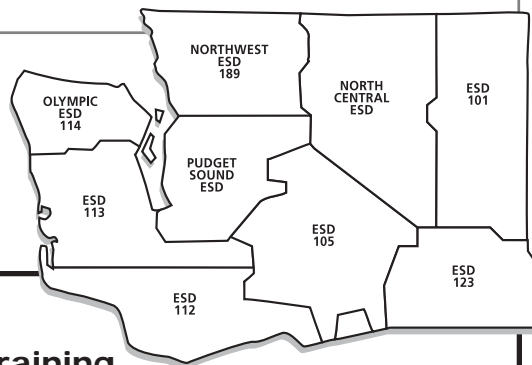 NORTHWEST
ESD
189
NORTH
CENTRAL
ESD
ESD
101
OLYMPIC
ESD
114
PUDGET
SOUND
ESD
ESD
113
ESD
105
ESD
112
ESD
123
raining